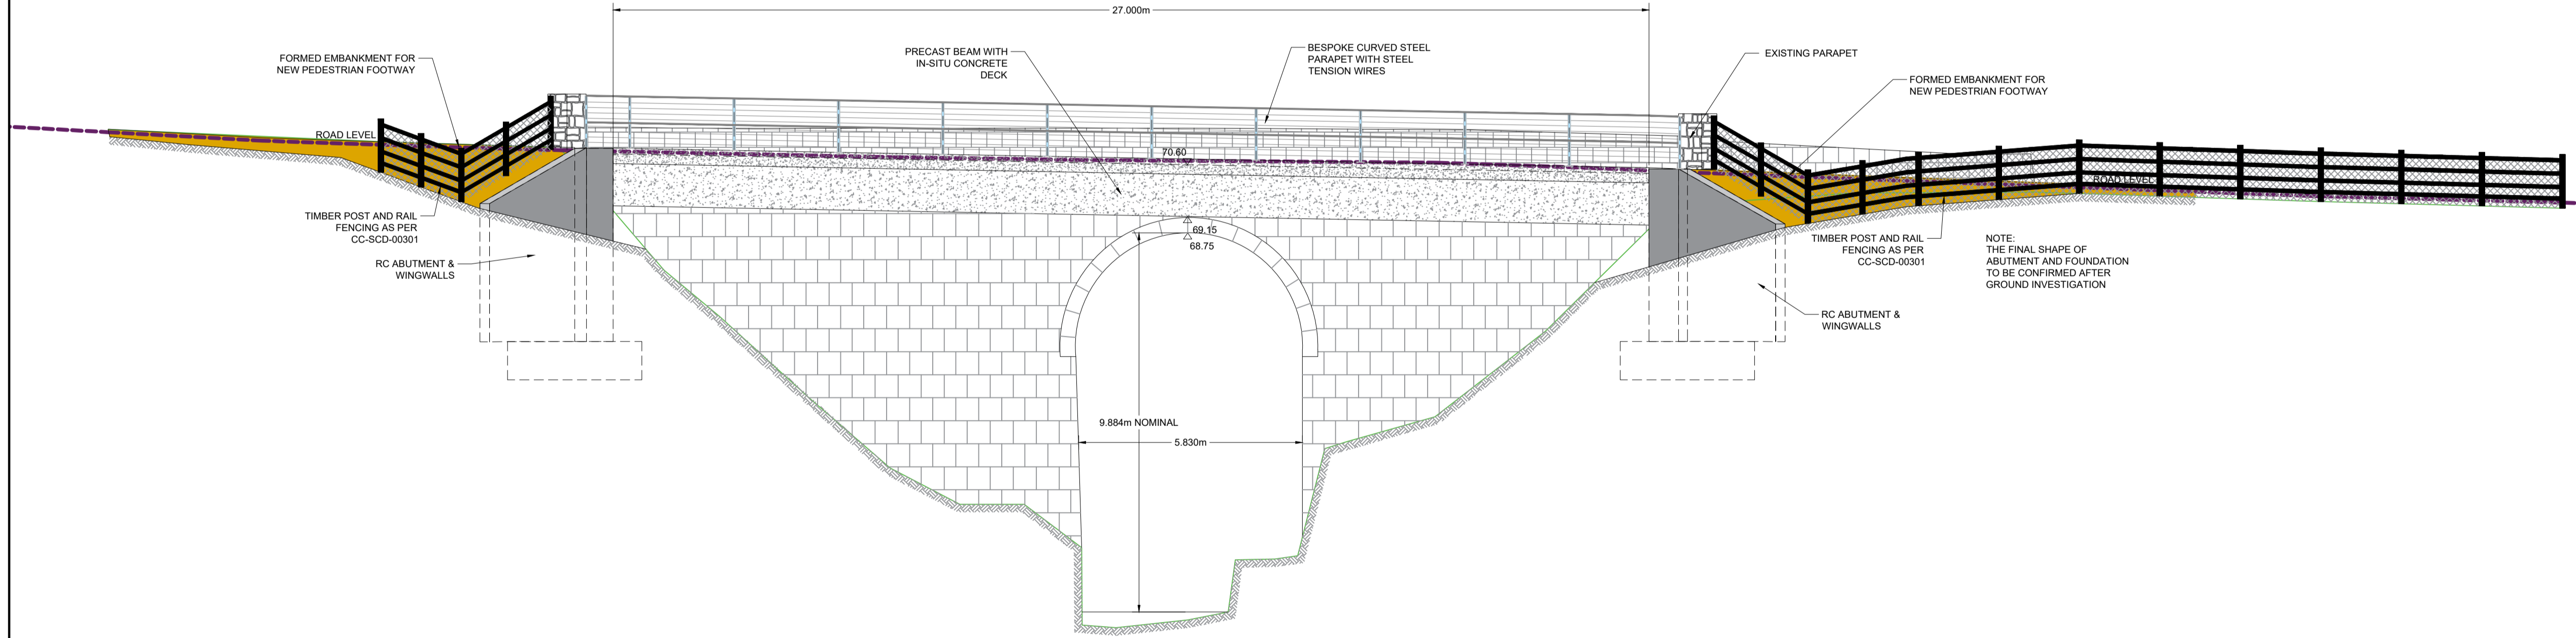 27.000m
FORMED EMBANKMENT FOR
NEW PEDESTRIAN FOOTWAY
PRECAST BEAM WITH
IN-SITU CONCRETE
DECK
BESPOKE CURVED STEEL
PARAPET WITH STEEL
TENSION WIRES
EXISTING PARAPET
FORMED EMBANKMENT FOR
NEW PEDESTRIAN FOOTWAY
ROAD LEVEL
70.60
ROAD LEVEL
TIMBER POST AND RAIL
FENCING AS PER
CC-SCD-00301
69.15
68.75
TIMBER POST AND RAIL
FENCING AS PER
CC-SCD-00301
NOTE:
THE FINAL SHAPE OF
ABUTMENT AND FOUNDATION
TO BE CONFIRMED AFTER
GROUND INVESTIGATION
RC ABUTMENT &
WINGWALLS
RC ABUTMENT &
WINGWALLS
9.884m NOMINAL
5.830m